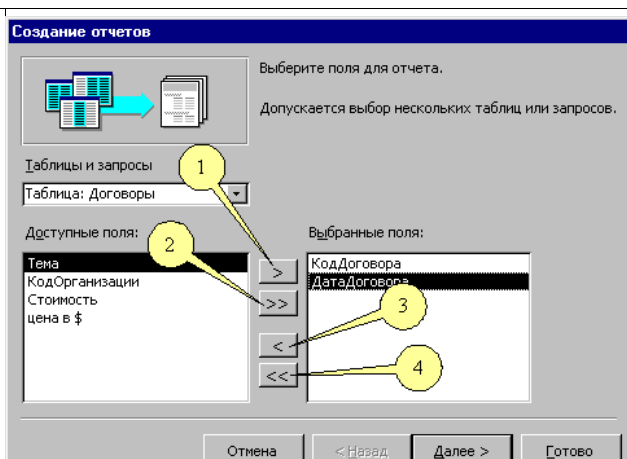 Создание отчетов
Выберите поля для отчета.
Допускается выбор нескольких таблиц или запросов.
Таблицы и запросы
1
Таблица: Договоры
Доступные поля:
2
Выбранные поля:
Тема
КодОрганизации
Стоимость
цена в $
>
>>
<
<<
КодДоговора
ДатаДоговора
3
4
Отмена
< Назад
Далее >
Готово